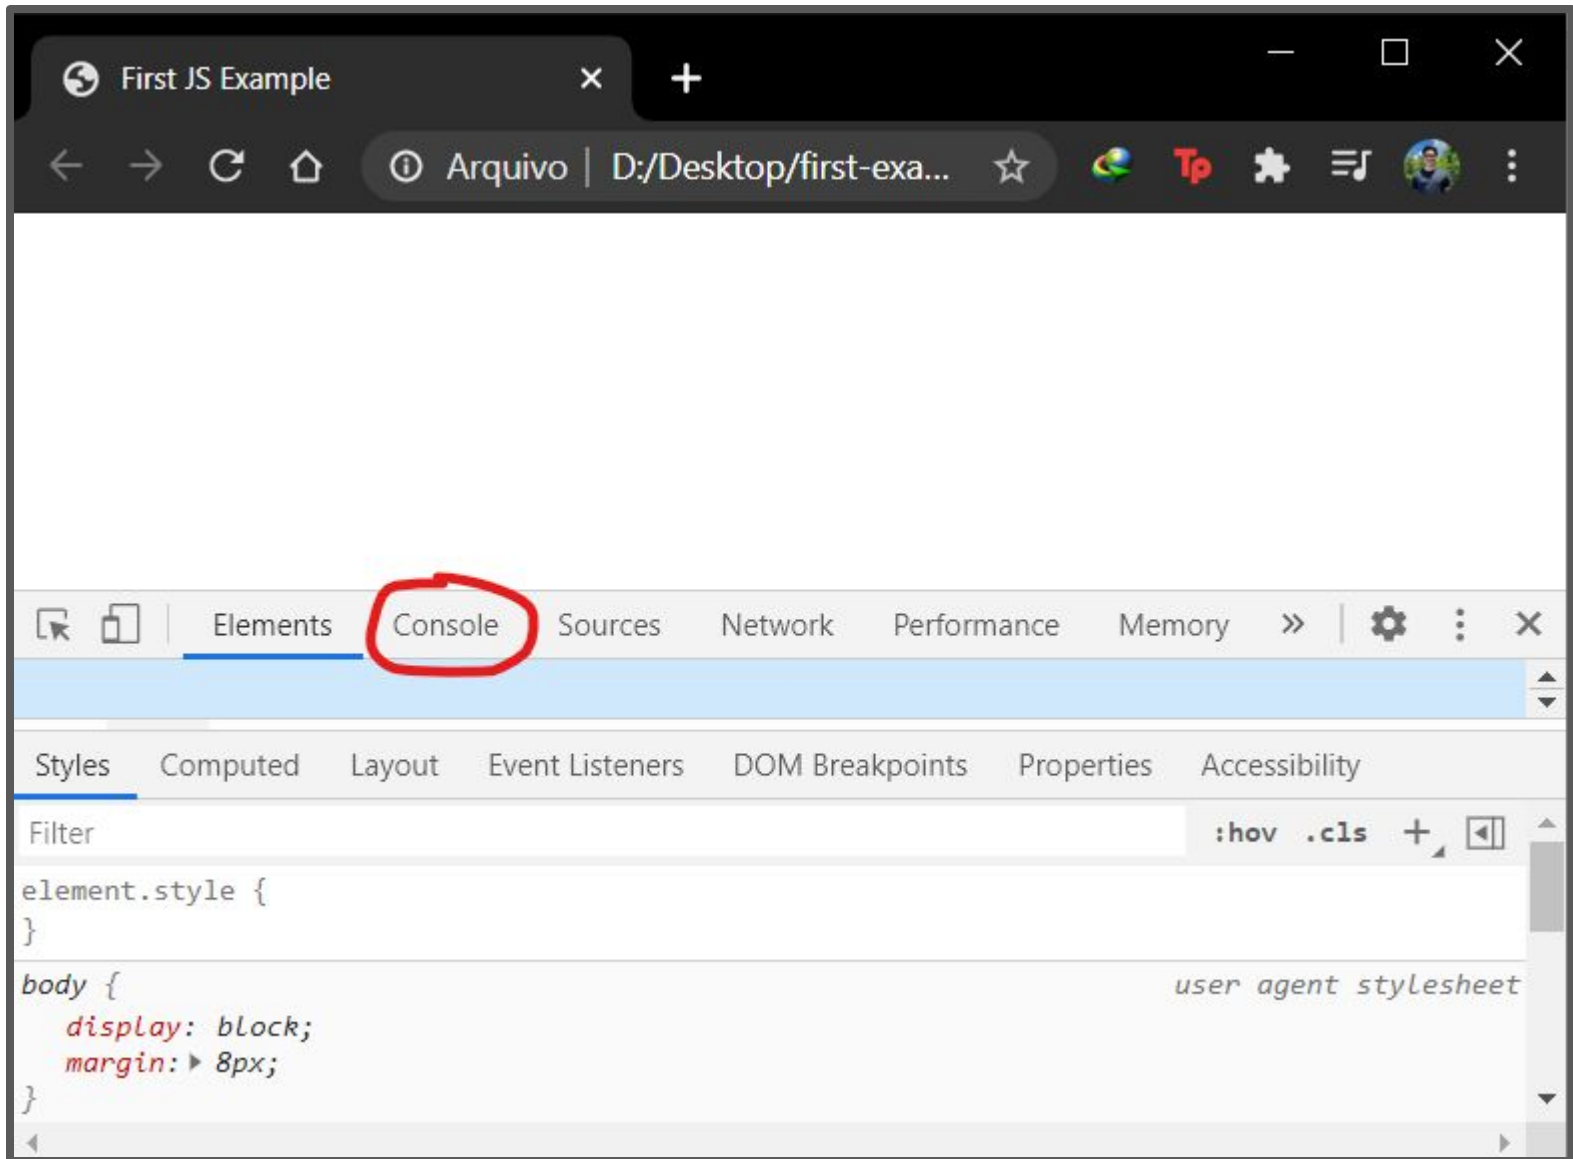 First JS Example
Arquivo | D:/Desktop/first-exa...
Tp
Elements Console Sources Network Performance Memory »
Styles Computed Layout Event Listeners DOM Breakpoints Properties Accessibility
Filter :hov .cls +
element.style {
}
body { user agent stylesheet
display: block;
margin: 8px;
}